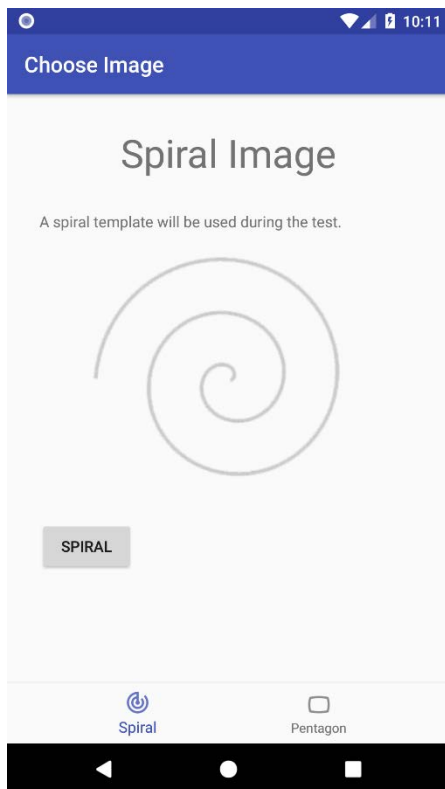 10:11
Choose Image
Spiral Image
A spiral template will be used during the test.
SPIRAL
Spiral
Pentagon